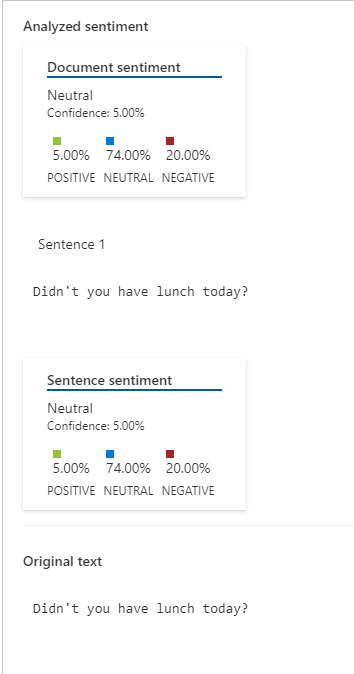 Analyzed sentiment
Document sentiment
Neutral
Confidence: 5.00%
5.00% 74.00% 20.00%
POSITIVE NEUTRAL NEGATIVE
Sentence 1
Didn't you have lunch today?
Sentence sentiment
Neutral
Confidence: 5.00%
5.00% 74.00% 20.00%
POSITIVE NEUTRAL NEGATIVE
Original text
Didn't you have lunch today?